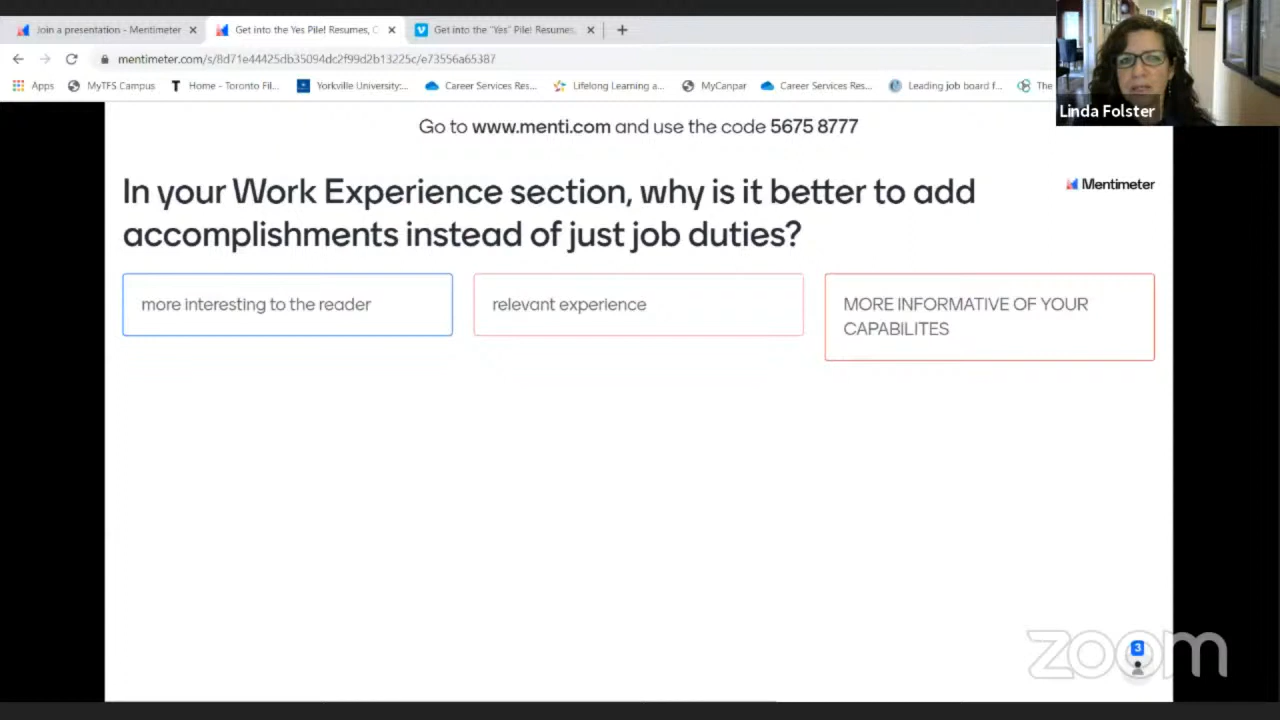 Join a presentation - Mentimeter
Get into the Yes Pile! Resumes, C
Get into the "Yes" Pile! Resumes,
mentimeter.com/s/8d71e44425db35094dc2f99d2b13225c/e73556a65387
Apps
MyTFS Campus
Home - Toronto Fil...
Yorkville University:...
Career Services Res...
Lifelong Learning a...
MyCanpar
Career Services Res...
Leading job board f...
The
Linda Folster
Go to www.menti.com and use the code 5675 8777
In your Work Experience section, why is it better to add
accomplishments instead of just job duties?
Mentimeter
more interesting to the reader
relevant experience
MORE INFORMATIVE OF YOUR
CAPABILITES
zoom
3